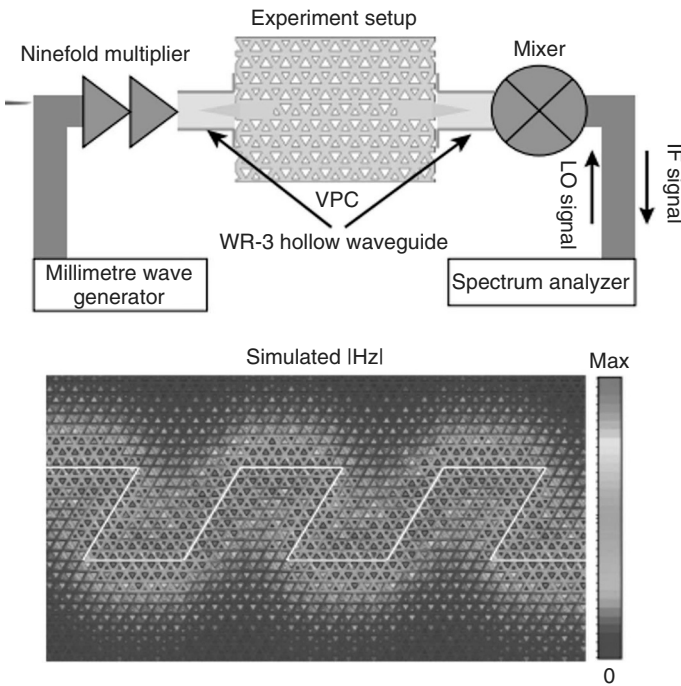 Experiment setup
Ninefold multiplier
Mixer
VPC
WR-3 hollow waveguide
LO signal
IF signal
Millimetre wave
generator
Spectrum analyzer
Simulated |Hz|
Max
0